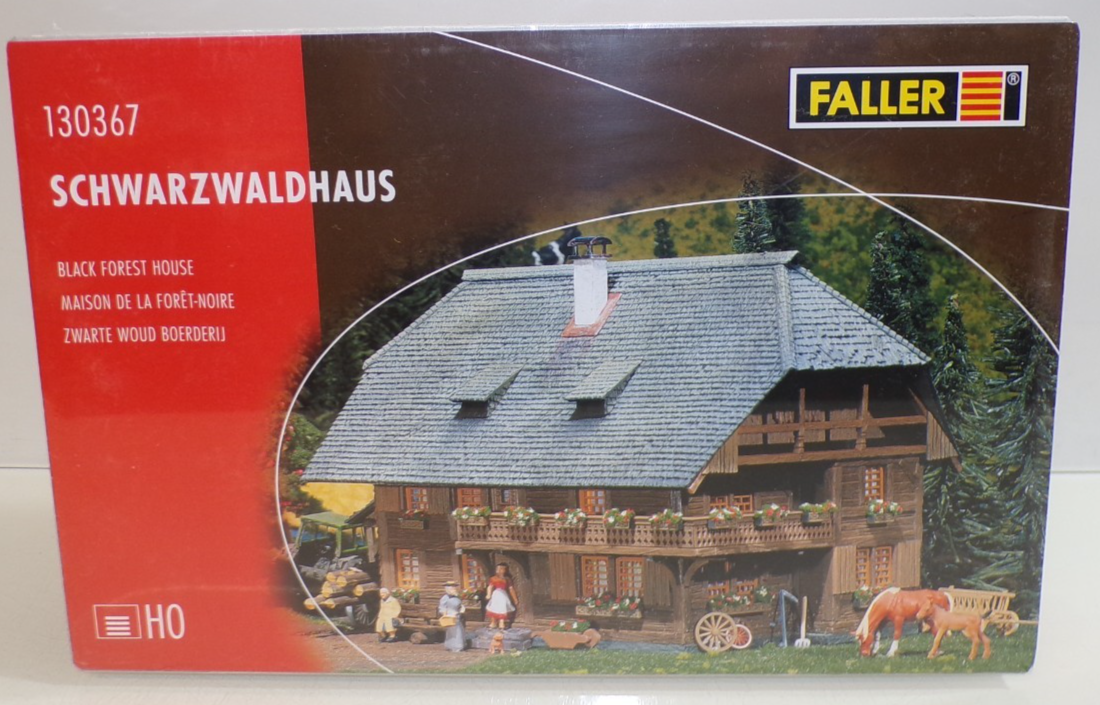 130367
FALLER®
SCHWARZWALDHAUS
BLACK FOREST HOUSE
MAISON DE LA FORÊT-NOIRE
ZWARTE WOUD BOERDERIJ
HO